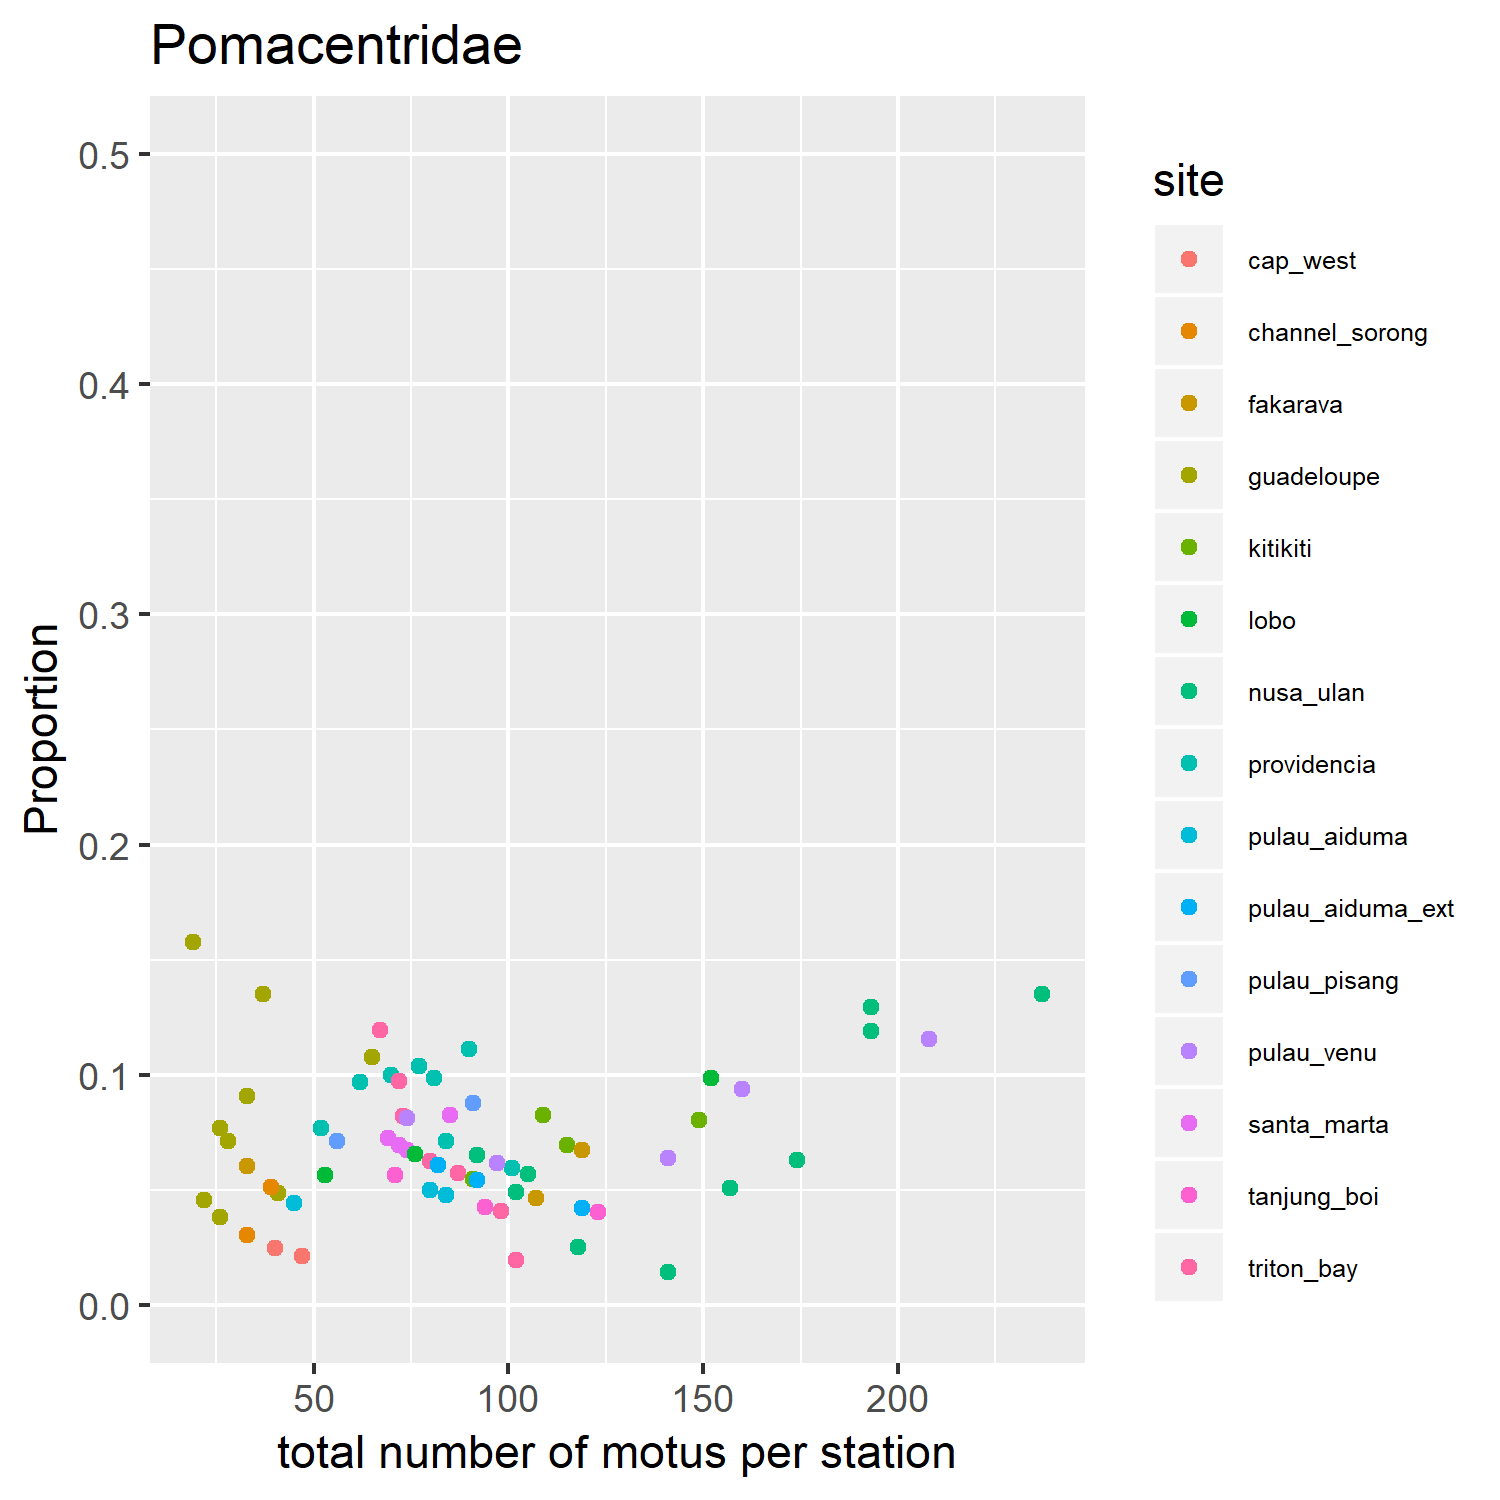 Pomacentridae
0.5
0.4
0.3
0.2
0.1
0.0
Proportion
50 100 150 200
total number of motus per station
site
cap_west
channel_sorong
fakarava
guadeloupe
kitikiti
lobo
nusa_ulan
providencia
pulau_aiduma
pulau_aiduma_ext
pulau_pisang
pulau_venu
santa_marta
tanjung_boi
triton_bay